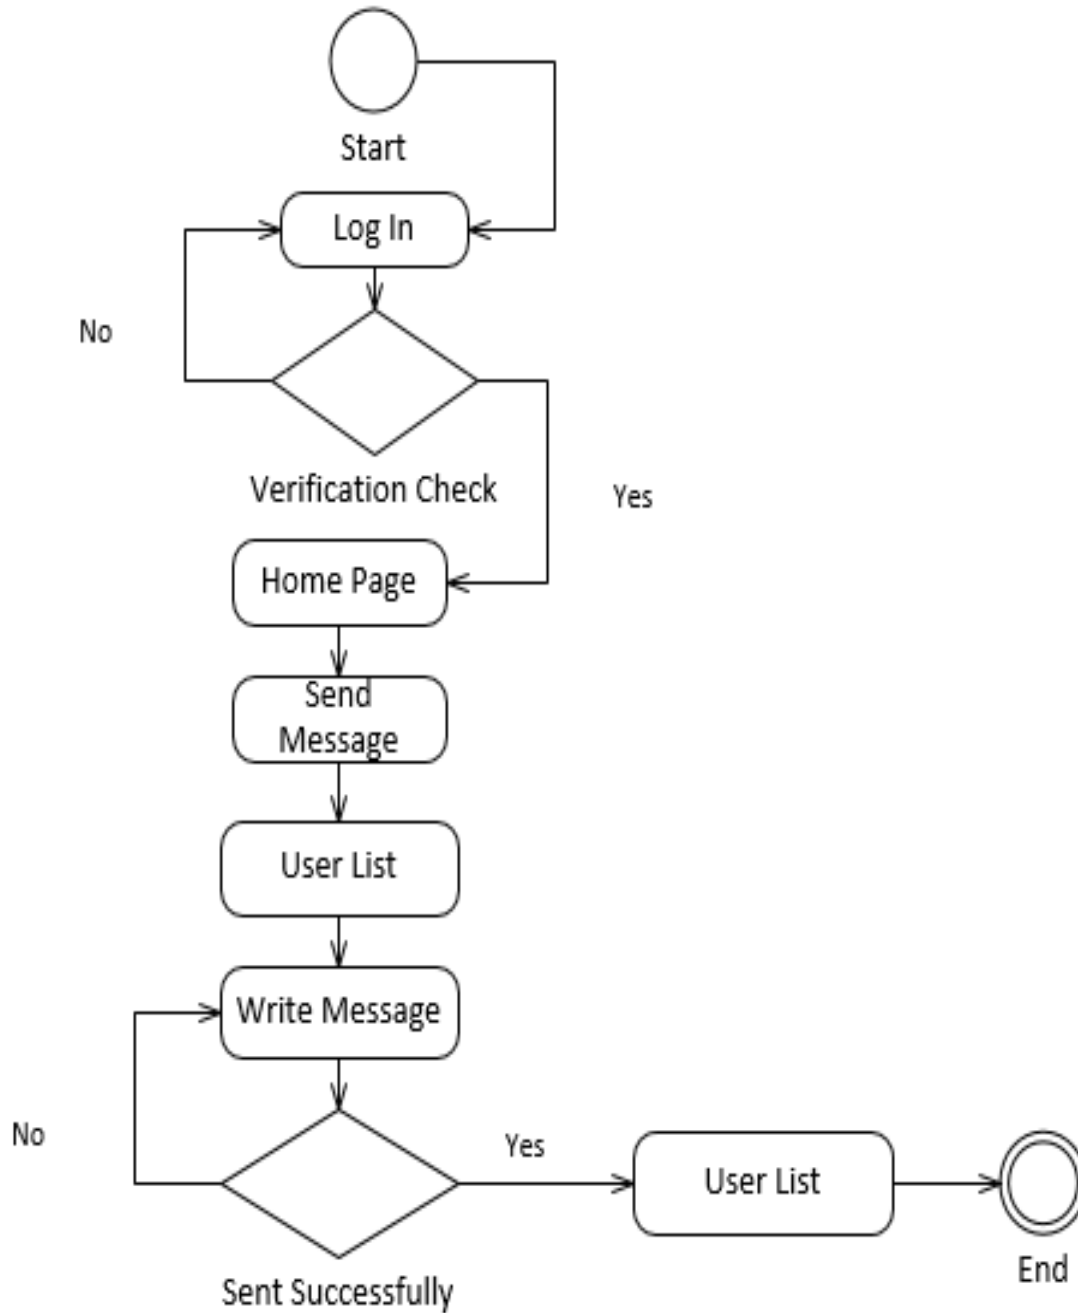 Start
Log In
No
Verification Check
Yes
Home Page
Send
Message
User List
Write Message
No
Yes
User List
End
Sent Successfully